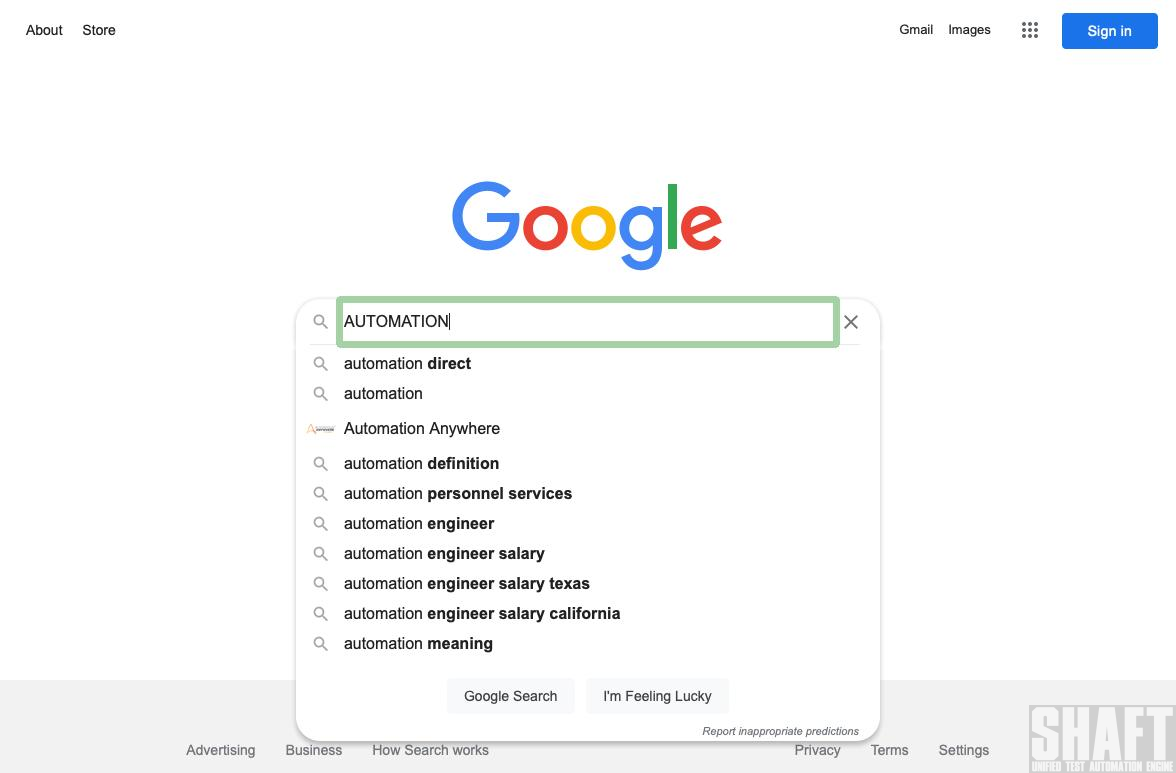 About Store Gmail Images Sign in
Google
AUTOMATION
automation direct
automation
Automation Anywhere
automation definition
automation personnel services
automation engineer
automation engineer salary
automation engineer salary texas
automation engineer salary california
automation meaning
Google Search I'm Feeling Lucky
Report inappropriate predictions
Advertising Business How Search works Privacy Terms Settings
SHAFT
UNIFIED TEST AUTOMATION ENGINE